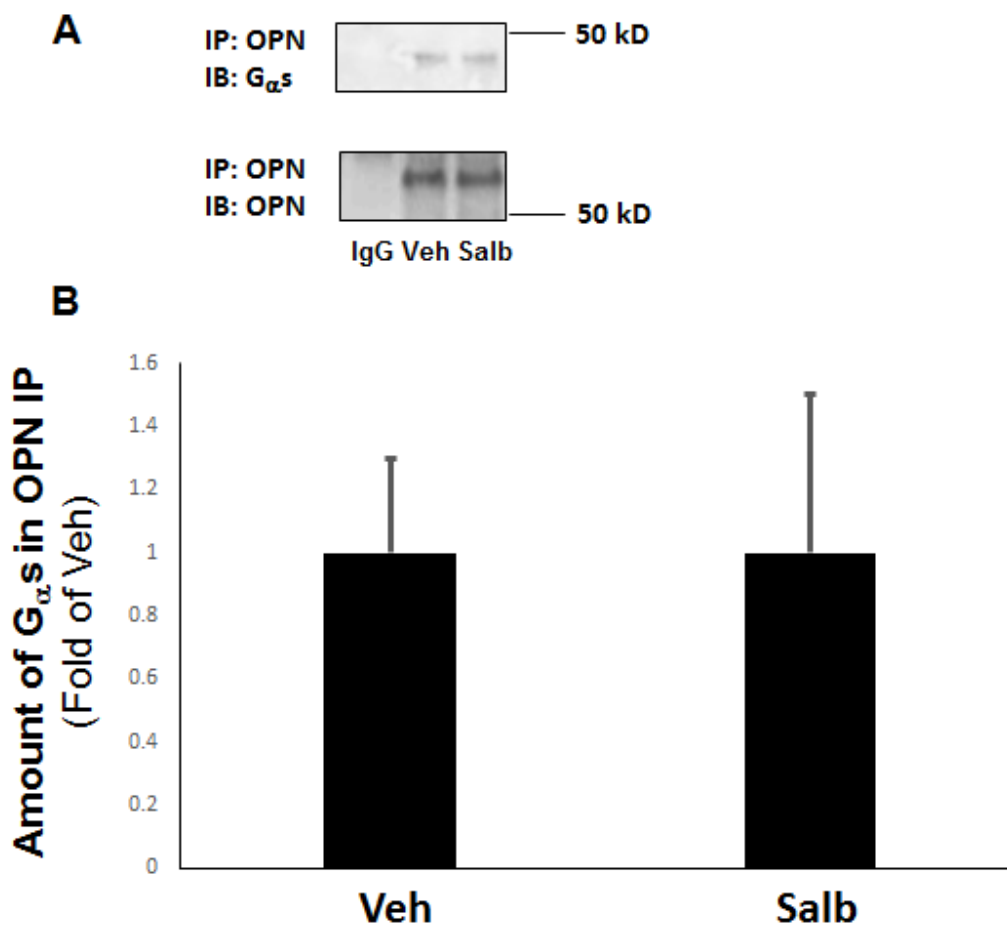 A
IP: OPN
IB: Gαs
50 kD
IP: OPN
IB: OPN
50 kD
IgG Veh Salb
B
Amount of Gαs in OPN IP
(Fold of Veh)
1.6
1.4
1.2
1
0.8
0.6
0.4
0.2
0
Veh Salb